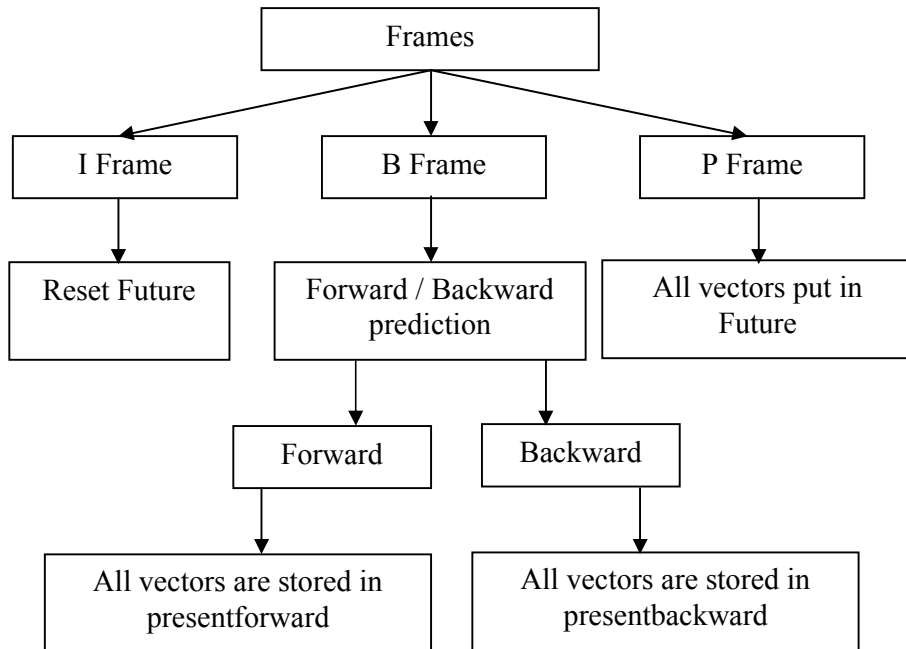 Frames
I Frame
B Frame
P Frame
Reset Future
Forward / Backward
prediction
All vectors put in
Future
Forward
Backward
All vectors are stored in
presentforward
All vectors are stored in
presentbackward